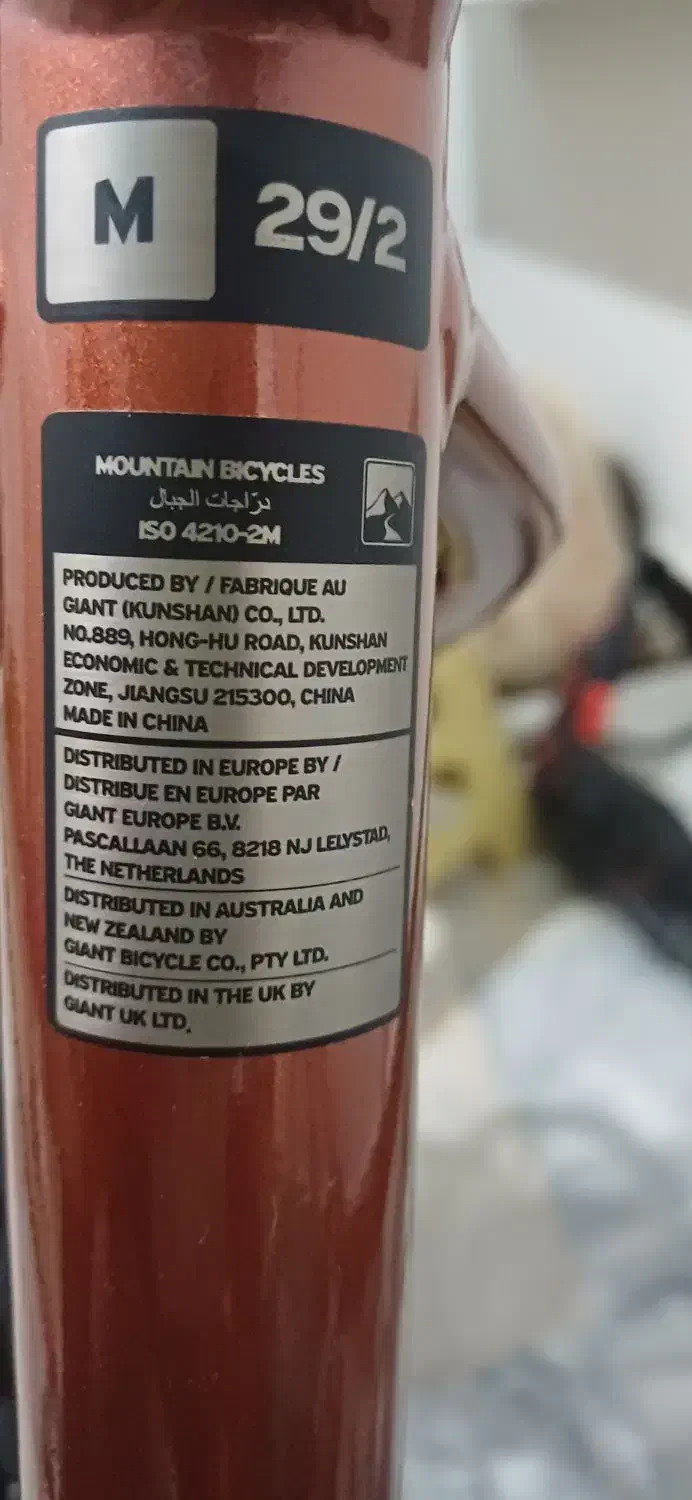 M
29/2
MOUNTAIN BICYCLES
درّاجات الجبال
ISO 4210-2M
PRODUCED BY / FABRIQUE AU
GIANT (KUNSHAN) CO., LTD.
NO.889, HONG-HU ROAD, KUNSHAN
ECONOMIC & TECHNICAL DEVELOPMENT
ZONE, JIANGSU 215300, CHINA
MADE IN CHINA
DISTRIBUTED IN EUROPE BY /
DISTRIBUE EN EUROPE PAR
GIANT EUROPE B.V.
PASCALLAAN 66, 8218 NJ LELYSTAD,
THE NETHERLANDS
DISTRIBUTED IN AUSTRALIA AND
NEW ZEALAND BY
GIANT BICYCLE CO., PTY LTD.
DISTRIBUTED IN THE UK BY
GIANT UK LTD.